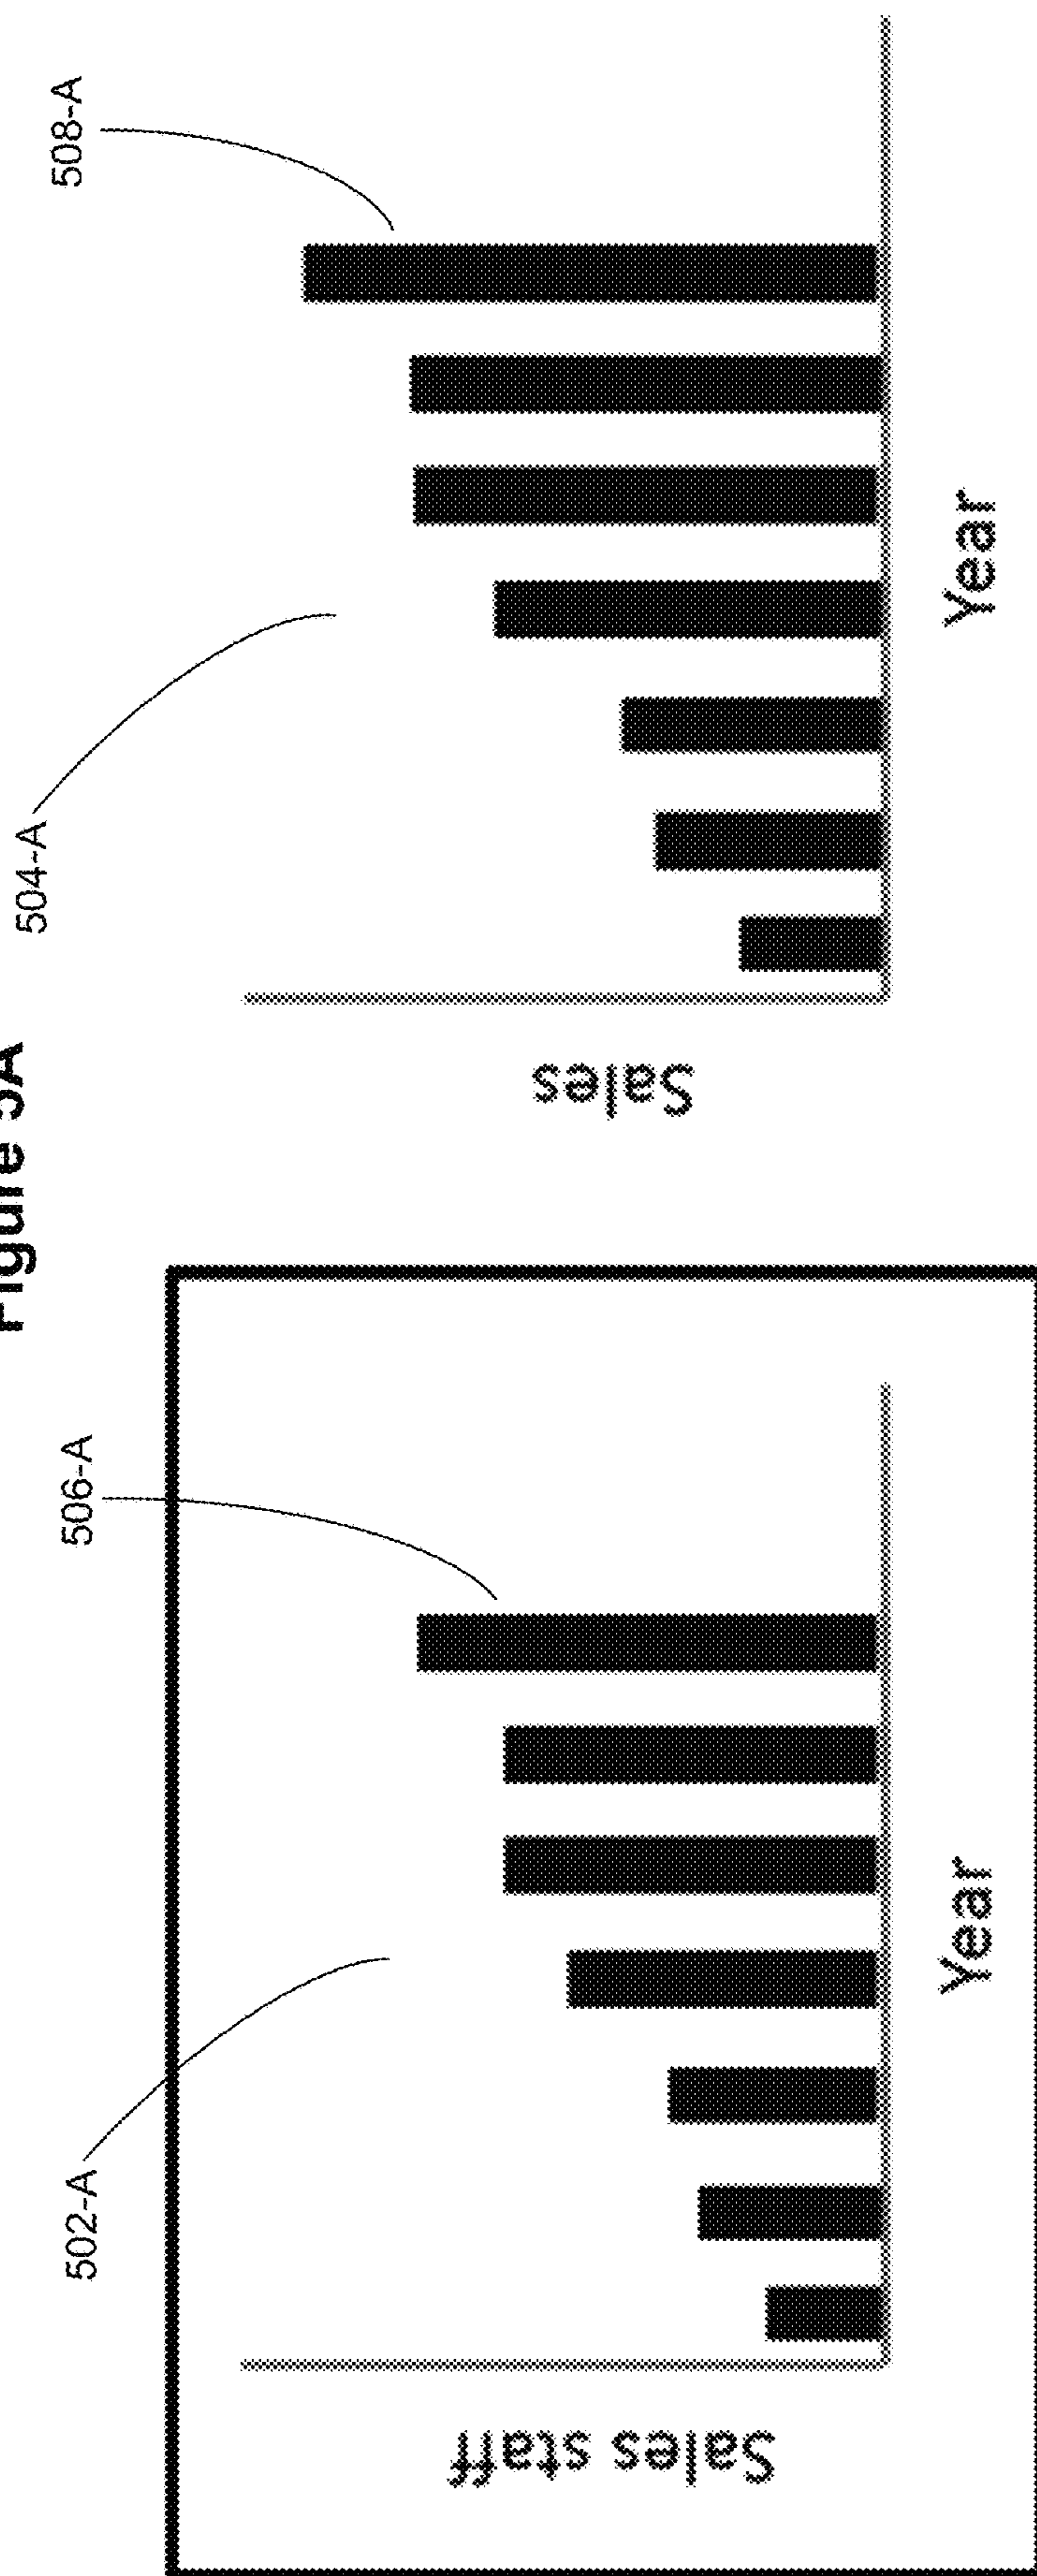 Figure 5A
502-A
506-A
504-A
508-A
Sales staff
Year
Sales
Year